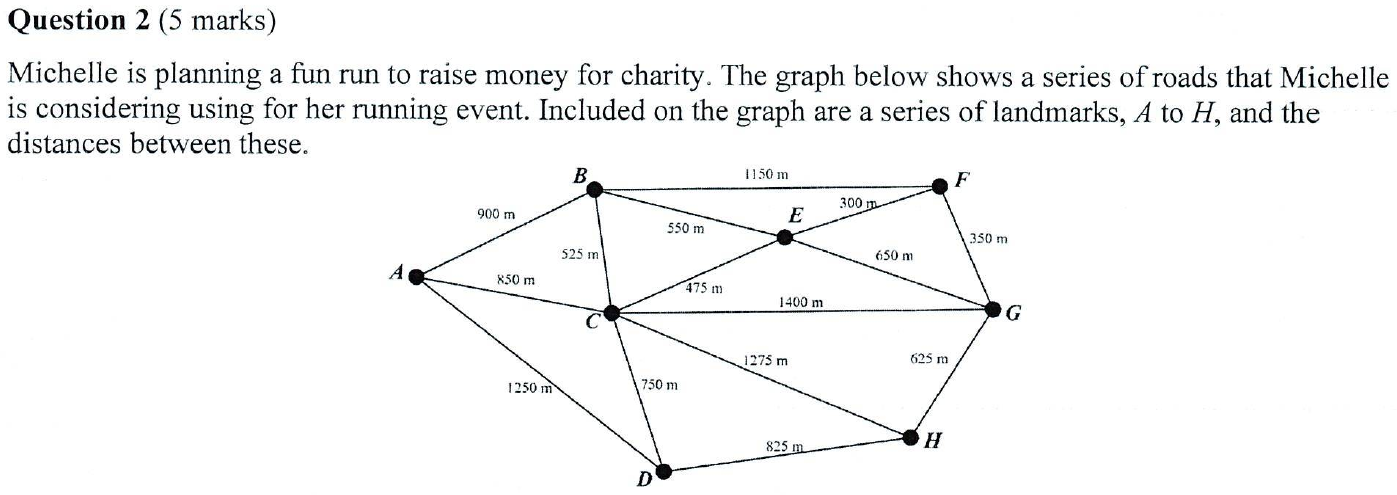 Question 2 (5 marks)
Michelle is planning a fun run to raise money for charity. The graph below shows a series of roads that Michelle
is considering using for her running event. Included on the graph are a series of landmarks, A to H, and the
distances between these.
B
1150 m
F
900 m
300 m
E
550 m
350 m
525 m
650 m
A
850 m
475 m
1400 m
G
C
1275 m
625 m
1250 m
750 m
H
825 m
D